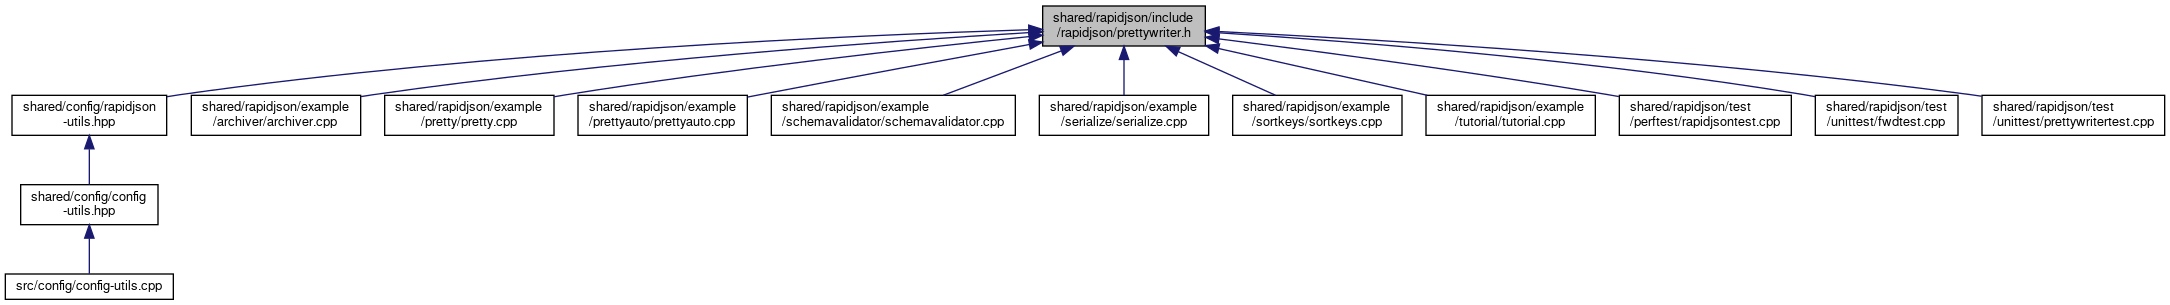 shared/rapidjson/include
/rapidjson/prettywriter.h
shared/config/rapidjson
-utils.hpp
shared/rapidjson/example
/archiver/archiver.cpp
shared/rapidjson/example
/pretty/pretty.cpp
shared/rapidjson/example
/prettyauto/prettyauto.cpp
shared/rapidjson/example
/schemavalidator/schemavalidator.cpp
shared/rapidjson/example
/serialize/serialize.cpp
shared/rapidjson/example
/sortkeys/sortkeys.cpp
shared/rapidjson/example
/tutorial/tutorial.cpp
shared/rapidjson/test
/perftest/rapidjsontest.cpp
shared/rapidjson/test
/unittest/fwdtest.cpp
shared/rapidjson/test
/unittest/prettywritertest.cpp
shared/config/config
-utils.hpp
src/config/config-utils.cpp